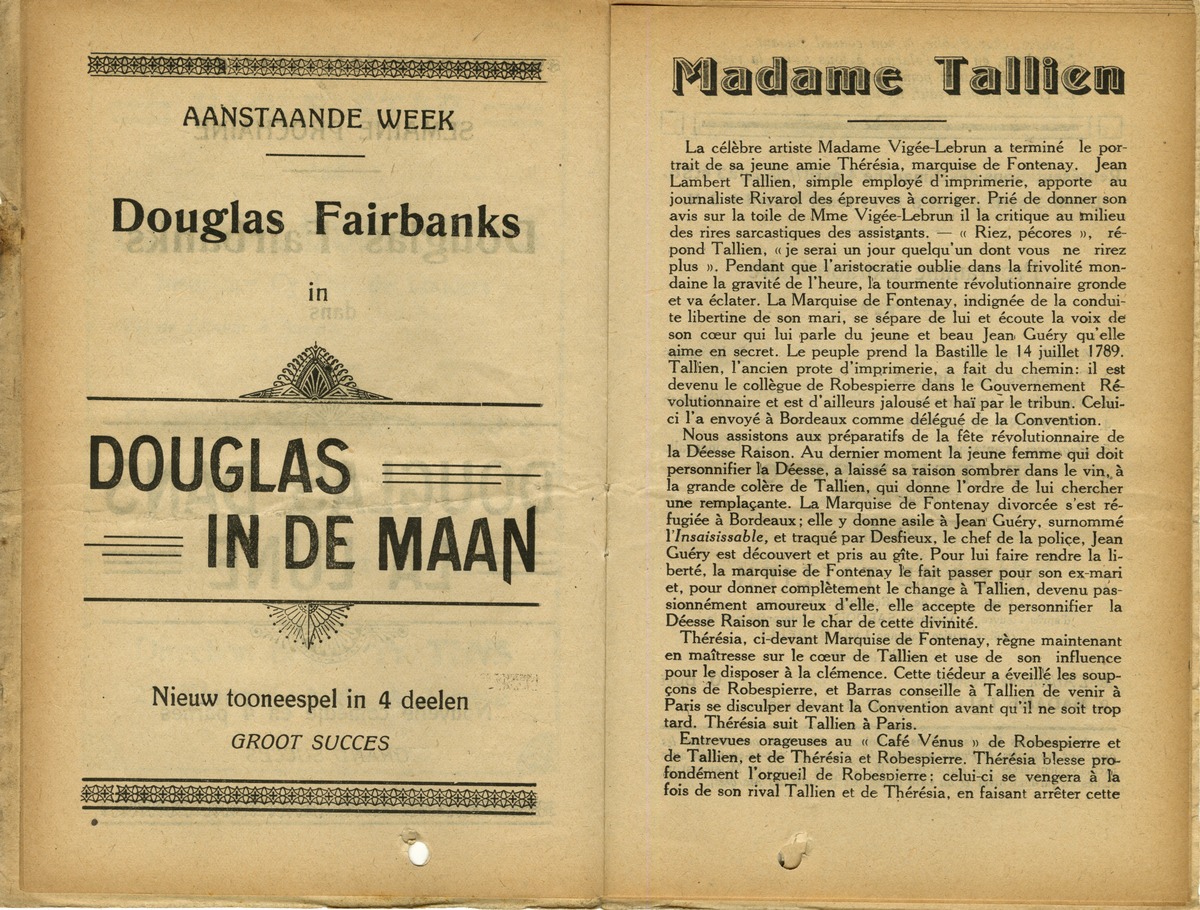 AANSTAANDE WEEK
Douglas Fairbanks
in
DOUGLAS
IN DE MAAN
Nieuw tooneespel in 4 deelen
GROOT SUCCES
Madame Tallien
La célèbre artiste Madame Vigée-Lebrun a terminé le por-
trait de sa jeune amie Thérésia, marquise de Fontenay. Jean
Lambert Tallien, simple employé d'imprimerie, apporte au
journaliste Rivarol des épreuves à corriger. Prié de donner son
avis sur la toile de Mme Vigée-Lebrun il la critique au milieu
des rires sarcastiques des assistants. — « Riez, pécores », ré-
pond Tallien, « je serai un jour quelqu'un dont vous ne rirez
plus ». Pendant que l'aristocratie oublie dans la frivolité mon-
daine la gravité de l'heure, la tourmente révolutionnaire gronde
et va éclater. La Marquise de Fontenay, indignée de la condui-
te libertine de son mari, se sépare de lui et écoute la voix de
son cœur qui lui parle du jeune et beau Jean Guéry qu'elle
aime en secret. Le peuple prend la Bastille le 14 juillet 1789.
Tallien, l'ancien prote d'imprimerie, a fait du chemin: il est
devenu le collègue de Robespierre dans le Gouvernement Ré-
volutionnaire et est d'ailleurs jalousé et haï par le tribun. Celui-
ci l'a envoyé à Bordeaux comme délégué de la Convention.
Nous assistons aux préparatifs de la fête révolutionnaire de
la Déesse Raison. Au dernier moment la jeune femme qui doit
personnifier la Déesse, a laissé sa raison sombrer dans le vin, à
la grande colère de Tallien, qui donne l'ordre de lui chercher
une remplaçante. La Marquise de Fontenay divorcée s'est ré-
fugiée à Bordeaux; elle y donne asile à Jean Guéry, surnommé
l'Insaisissable, et traqué par Desfieux, le chef de la police, Jean
Guéry est découvert et pris au gîte. Pour lui faire rendre la li-
berté, la marquise de Fontenay le fait passer pour son ex-mari
et, pour donner complètement le change à Tallien, devenu pas-
sionnément amoureux d'elle, elle accepte de personnifier la
Déesse Raison sur le char de cette divinité.
Thérésia, ci-devant Marquise de Fontenay, règne maintenant
en maîtresse sur le cœur de Tallien et use de son influence
pour le disposer à la clémence. Cette tiédeur a éveillé les soup-
çons de Robespierre, et Barras conseille à Tallien de venir à
Paris se disculper devant la Convention avant qu'il ne soit trop
tard. Thérésia suit Tallien à Paris.
Entrevues orageuses au « Café Vénus » de Robespierre et
de Tallien, et de Thérésia et Robespierre. Thérésia blesse pro-
fondément l'orgueil de Robespierre; celui-ci se vengera à la
fois de son rival Tallien et de Thérésia, en faisant arrêter cette